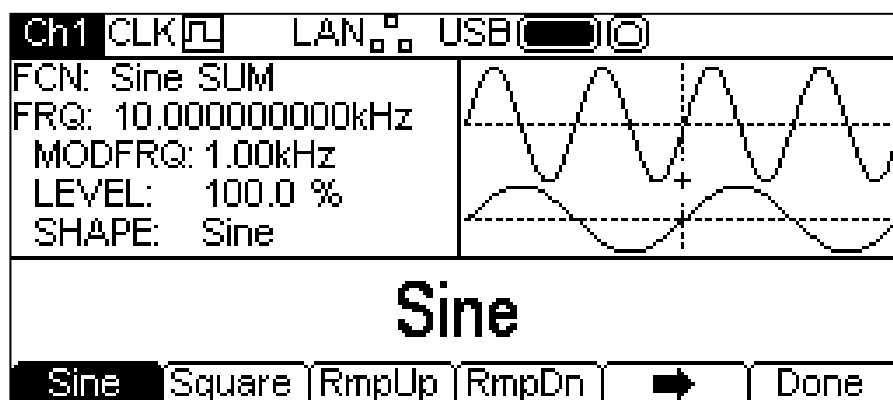 Ch1 CLK LAN USB
FCN: Sine SUM
FRQ: 10.000000000kHz
MODFRQ: 1.00kHz
LEVEL: 100.0 %
SHAPE: Sine
Sine
Sine Square RmpUp RmpDn Done